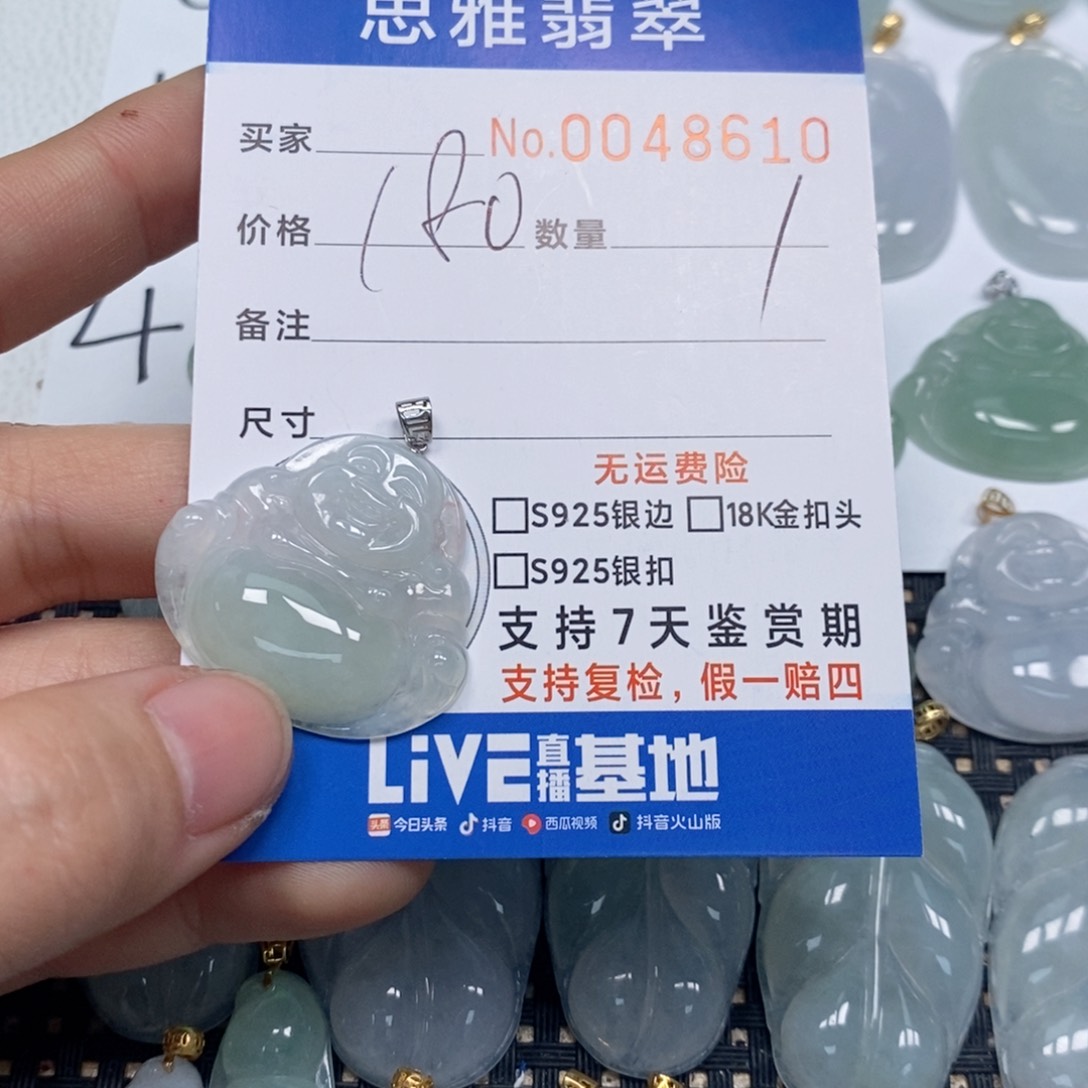 思雅翡翠
买家 No.0048610
价格 180 数量 1
备注
尺寸
无运费险
□S925银边 □18K金扣头
□S925银扣
支持7天鉴赏期
支持复检，假一赔四
LiVE直播基地
头条 今日头条 抖音 西瓜视频 抖音火山版
4